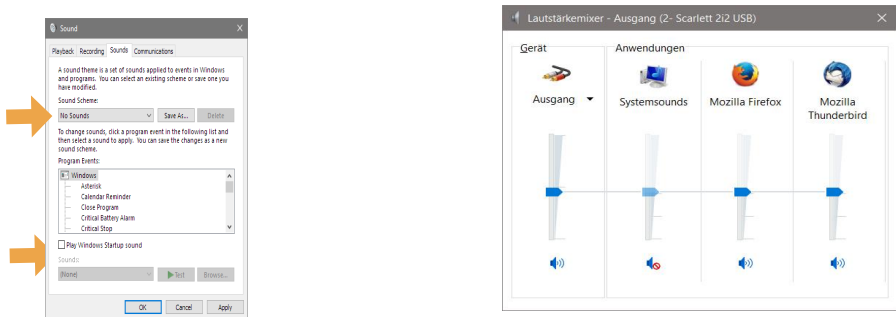 Sound
Playback Recording Sounds Communications
A sound theme is a set of sounds applied to events in Windows
and programs. You can select an existing scheme or save one you
have modified.
Sound Scheme:
No Sounds Save As... Delete
To change sounds, click a program event in the following list and
then select a sound to apply. You can save the changes as a new
sound scheme.
Program Events:
Windows
Asterisk
Calendar Reminder
Close Program
Critical Battery Alarm
Critical Stop
Play Windows Startup sound
Sounds:
(None) Test Browse...
OK Cancel Apply
Lautstärkemixer - Ausgang (2- Scarlett 2i2 USB)
Gerät Anwendungen
Ausgang Systemsounds Mozilla Firefox Mozilla
Thunderbird